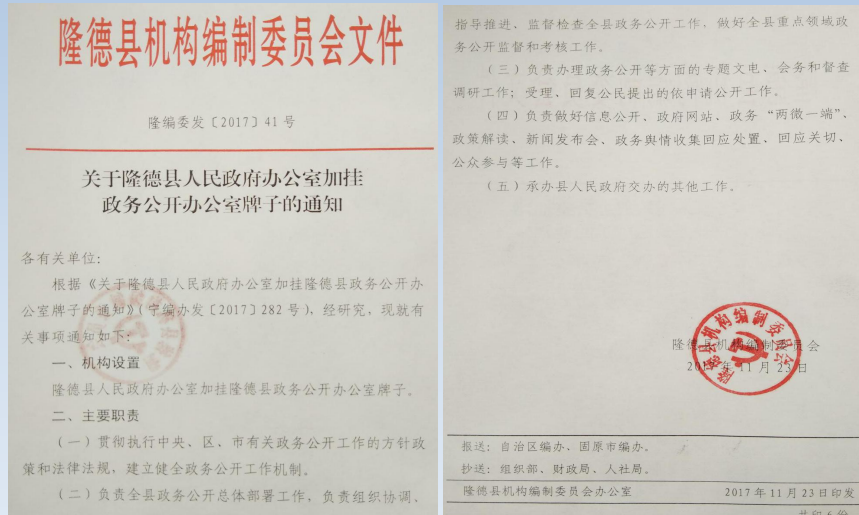 隆德县机构编制委员会文件
隆编委发〔2017〕41号
关于隆德县人民政府办公室加挂
政务公开办公室牌子的通知
各有关单位：
根据《关于隆德县人民政府办公室加挂隆德县政务公开办
公室牌子的通知》（宁编办发〔2017〕282号），经研究，现就有
关事项通知如下：
一、机构设置
隆德县人民政府办公室加挂隆德县政务公开办公室牌子。
二、主要职责
（一）贯彻执行中央、区、市有关政务公开工作的方针政
策和法律法规，建立健全政务公开工作机制。
（二）负责全县政务公开总体部署工作，负责组织协调、
指导推进、监督检查全县政务公开工作，做好全县重点领域政
务公开监督和考核工作。
（三）负责办理政务公开等方面的专题文电、会务和督查
调研工作；受理、回复公民提出的依申请公开工作。
（四）负责做好信息公开、政府网站、政务“两微一端”、
政策解读、新闻发布会、政务舆情收集回应处置、回应关切、
公众参与等工作。
（五）承办县人民政府交办的其他工作。
隆德县机构编制委员会
2017年11月23日
隆德县机构编制委员会
报送：自治区编办、固原市编办。
抄送：组织部、财政局、人社局。
隆德县机构编制委员会办公室 2017年11月23日印发
共印6份